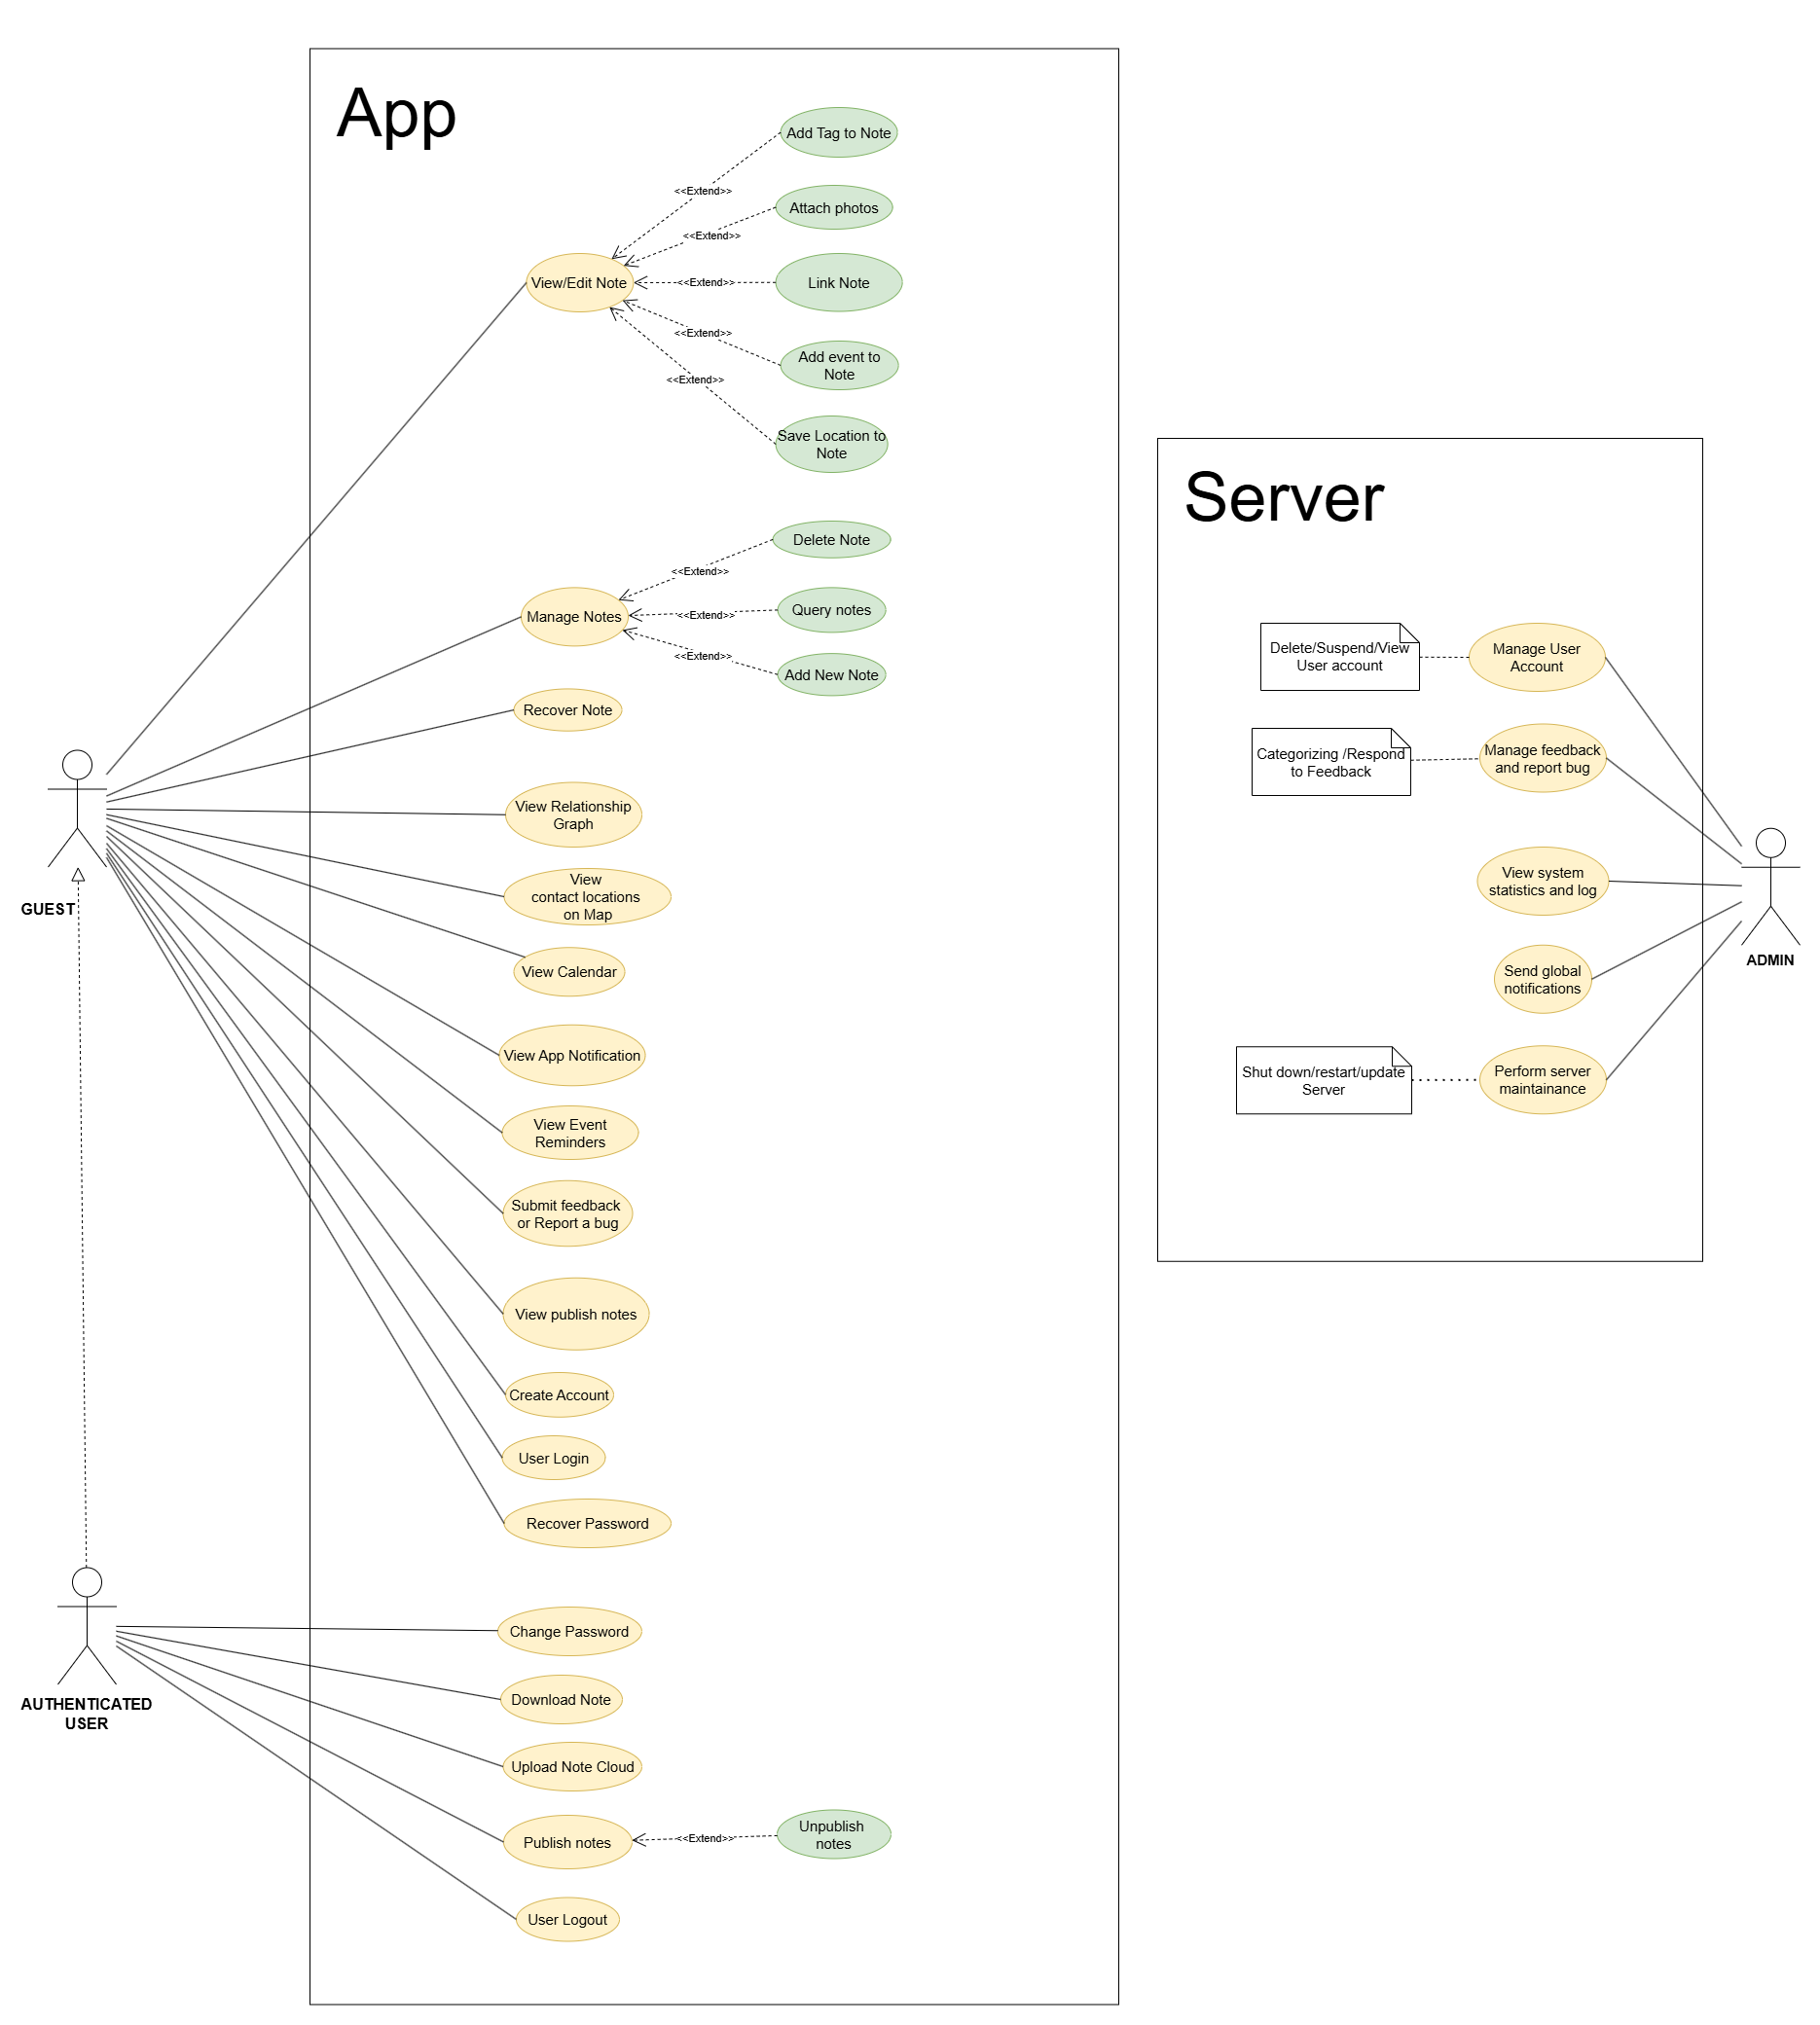 App
Add Tag to Note
<<Extend>>
Attach photos
<<Extend>>
View/Edit Note
<<Extend>>
Link Note
<<Extend>>
Add event to
Note
<<Extend>>
Save Location to
Note
Delete Note
<<Extend>>
Manage Notes
<<Extend>>
Query notes
<<Extend>>
Add New Note
Recover Note
View Relationship
Graph
View
contact locations
on Map
GUEST
View Calendar
View App Notification
View Event
Reminders
Submit feedback
or Report a bug
View publish notes
Create Account
User Login
Recover Password
Change Password
AUTHENTICATED
USER
Download Note
Upload Note Cloud
Publish notes
<<Extend>>
Unpublish
notes
User Logout
Server
Delete/Suspend/View
User account
Manage User
Account
Categorizing /Respond
to Feedback
Manage feedback
and report bug
View system
statistics and log
ADMIN
Send global
notifications
Shut down/restart/update
Server
Perform server
maintainance